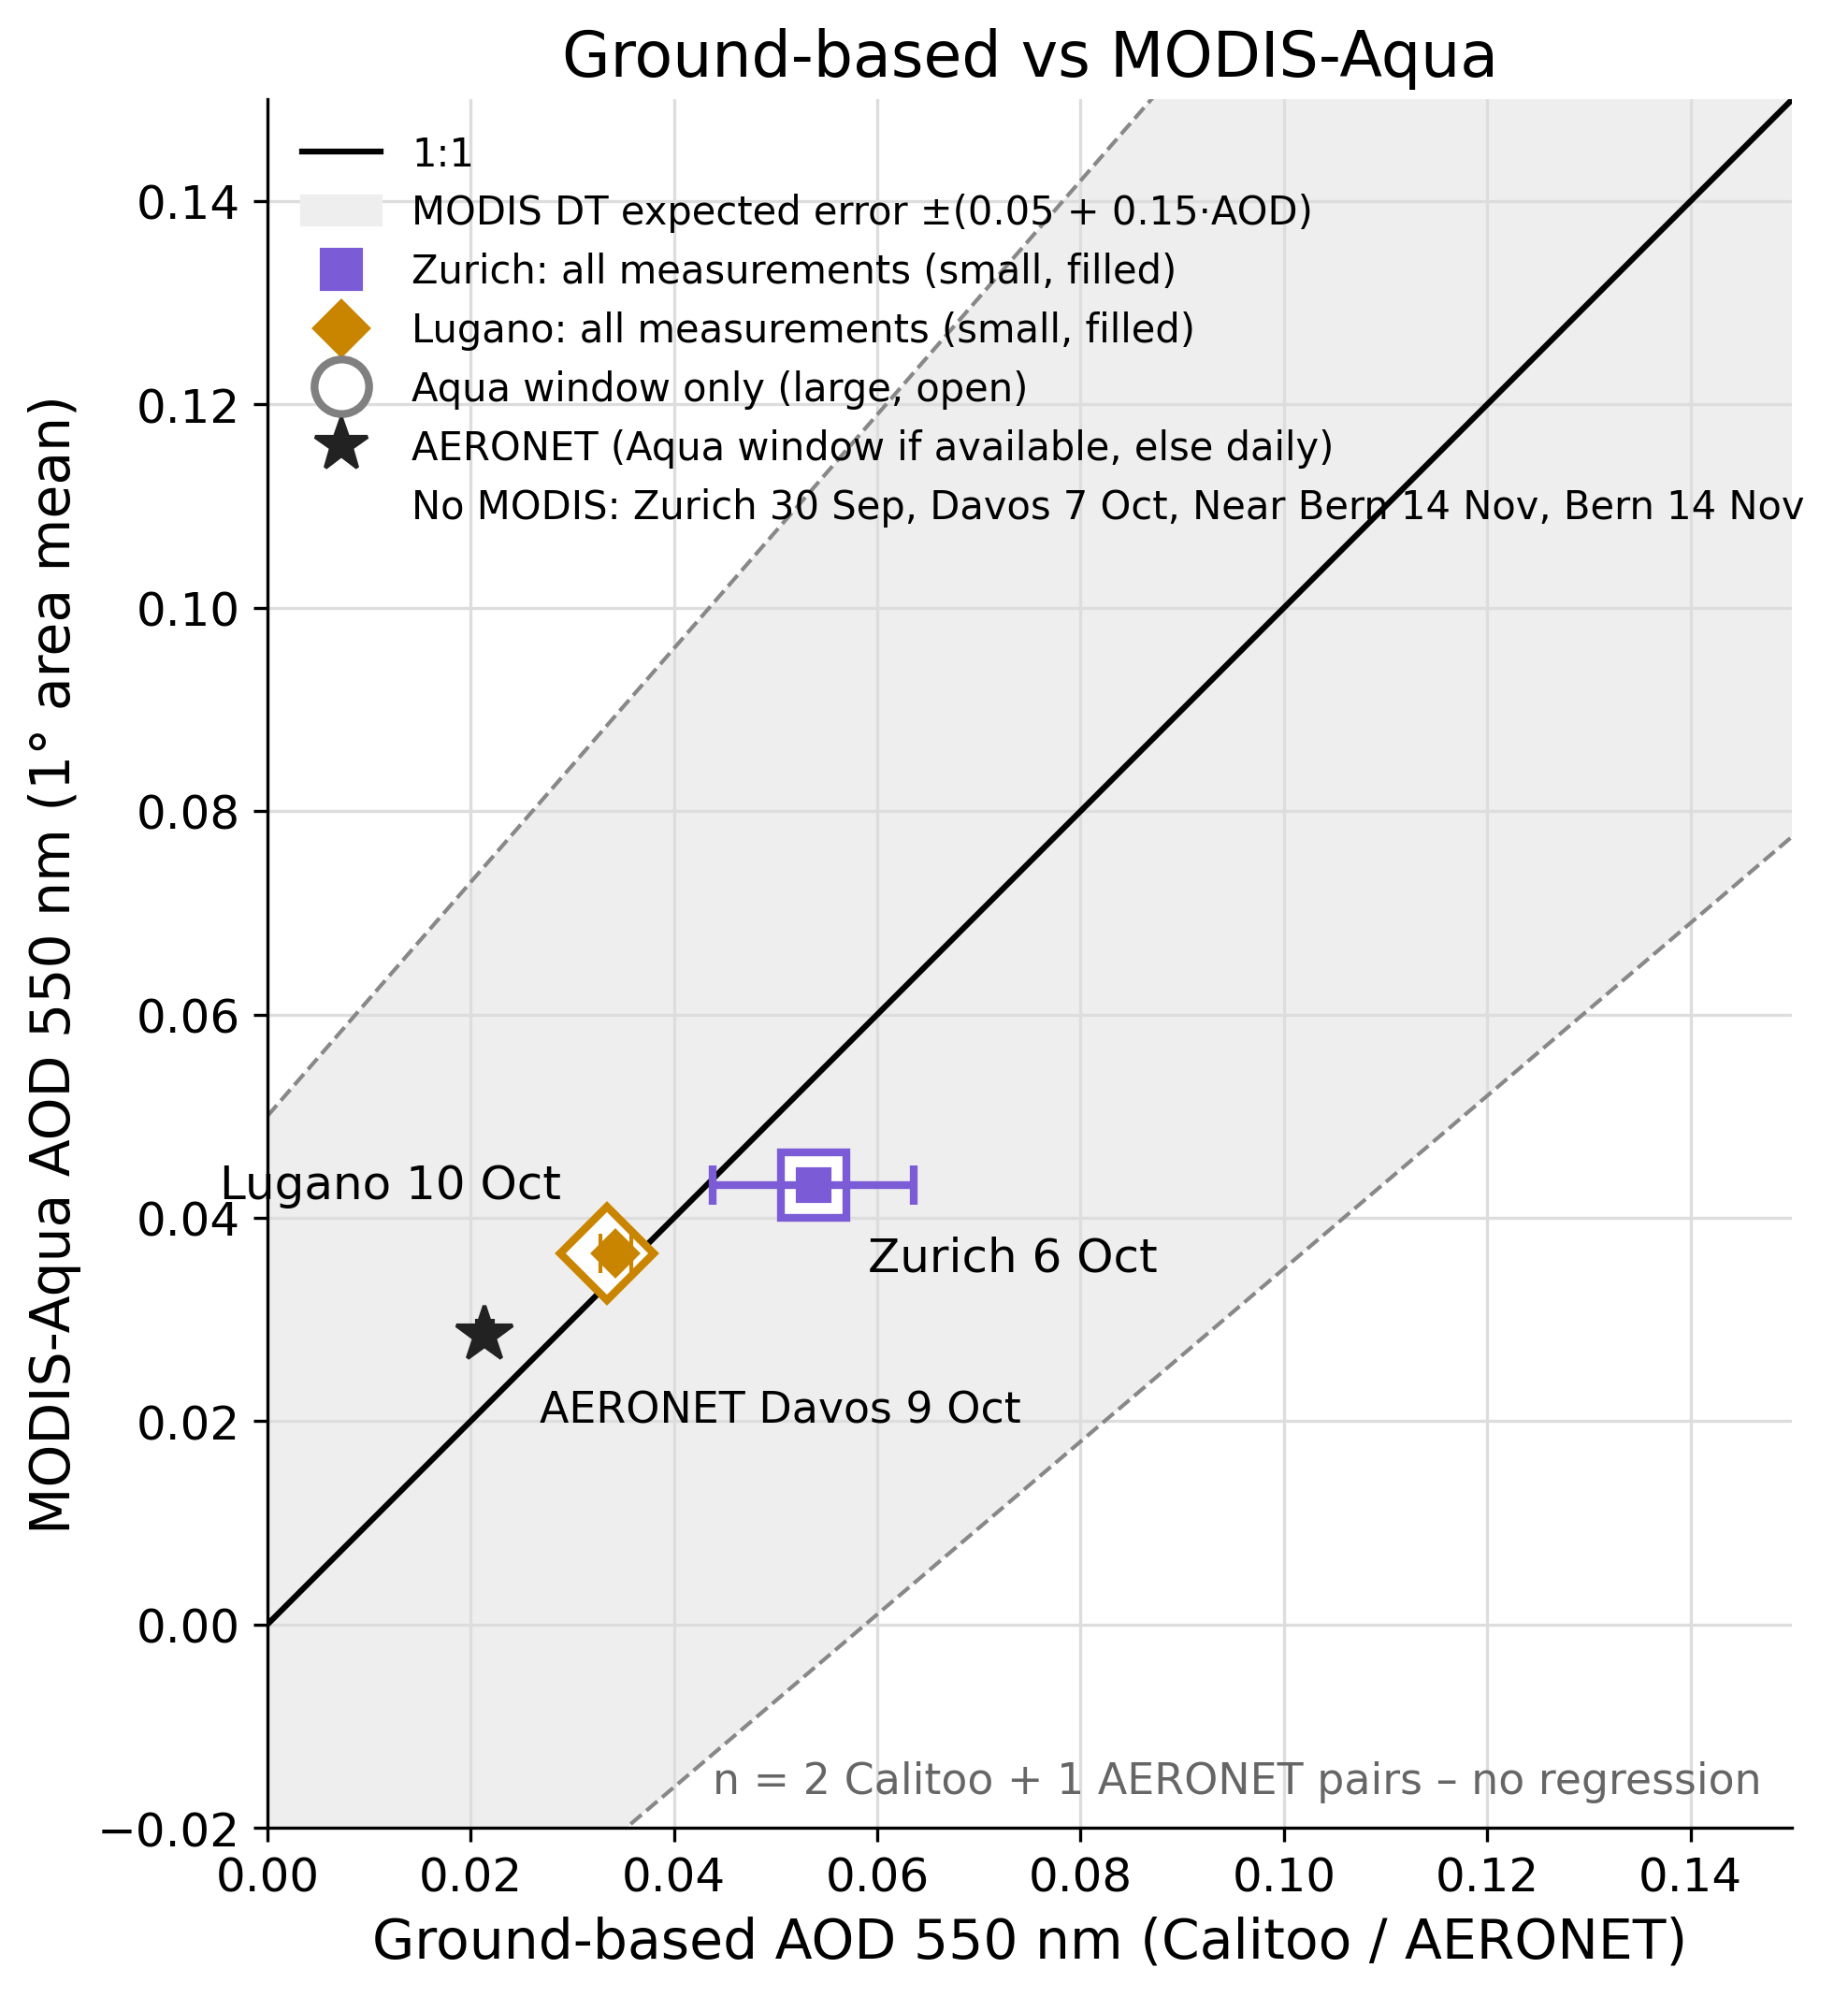 Ground-based vs MODIS-Aqua
1:1
MODIS DT expected error ±(0.05 + 0.15·AOD)
Zurich: all measurements (small, filled)
Lugano: all measurements (small, filled)
Aqua window only (large, open)
AERONET (Aqua window if available, else daily)
No MODIS: Zurich 30 Sep, Davos 7 Oct, Near Bern 14 Nov, Bern 14 Nov
MODIS-Aqua AOD 550 nm (1° area mean)
0.14
0.12
0.10
0.08
0.06
0.04
0.02
0.00
−0.02
Lugano 10 Oct
Zurich 6 Oct
AERONET Davos 9 Oct
n = 2 Calitoo + 1 AERONET pairs – no regression
0.00 0.02 0.04 0.06 0.08 0.10 0.12 0.14
Ground-based AOD 550 nm (Calitoo / AERONET)